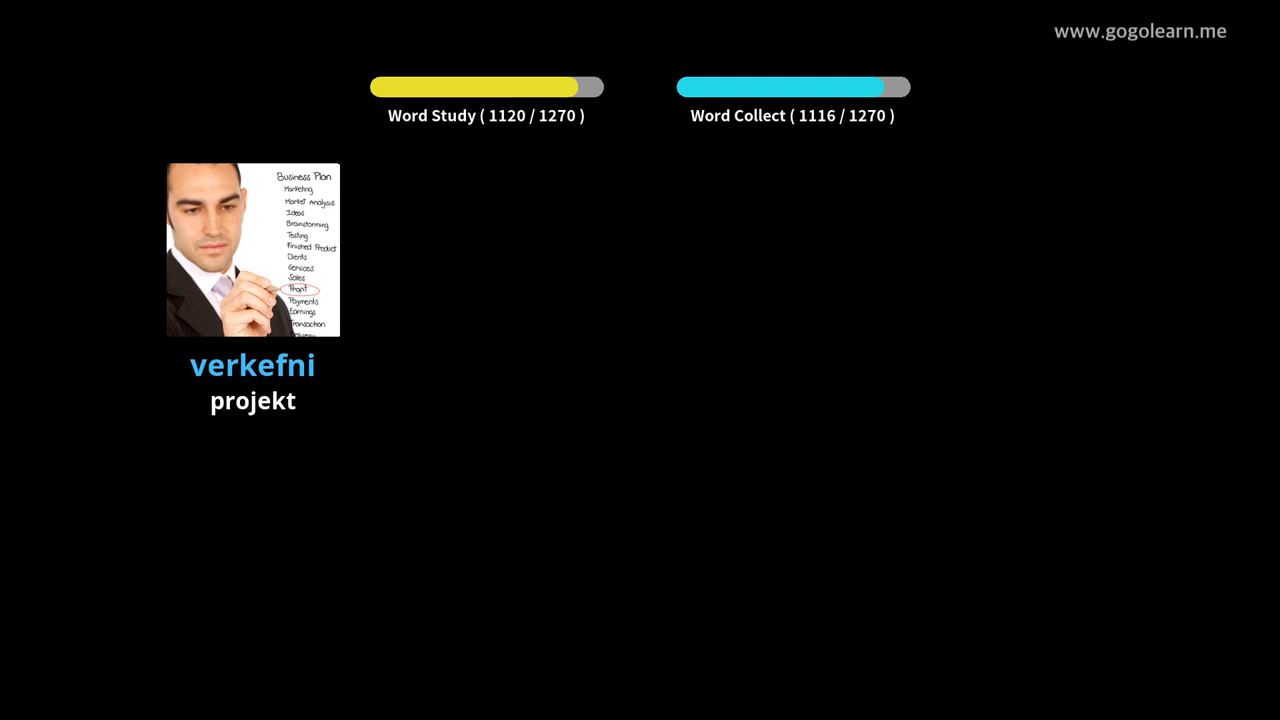 www.gogolearn.me
Word Study ( 1120 / 1270 )
Word Collect ( 1116 / 1270 )
Business Plan
Marketing
Market Analysis
Ideas
Brainstorming
Testing
Finished Product
Clients
Services
Sales
Profit
Payments
Earnings
Transaction
Delivery
verkefni
projekt